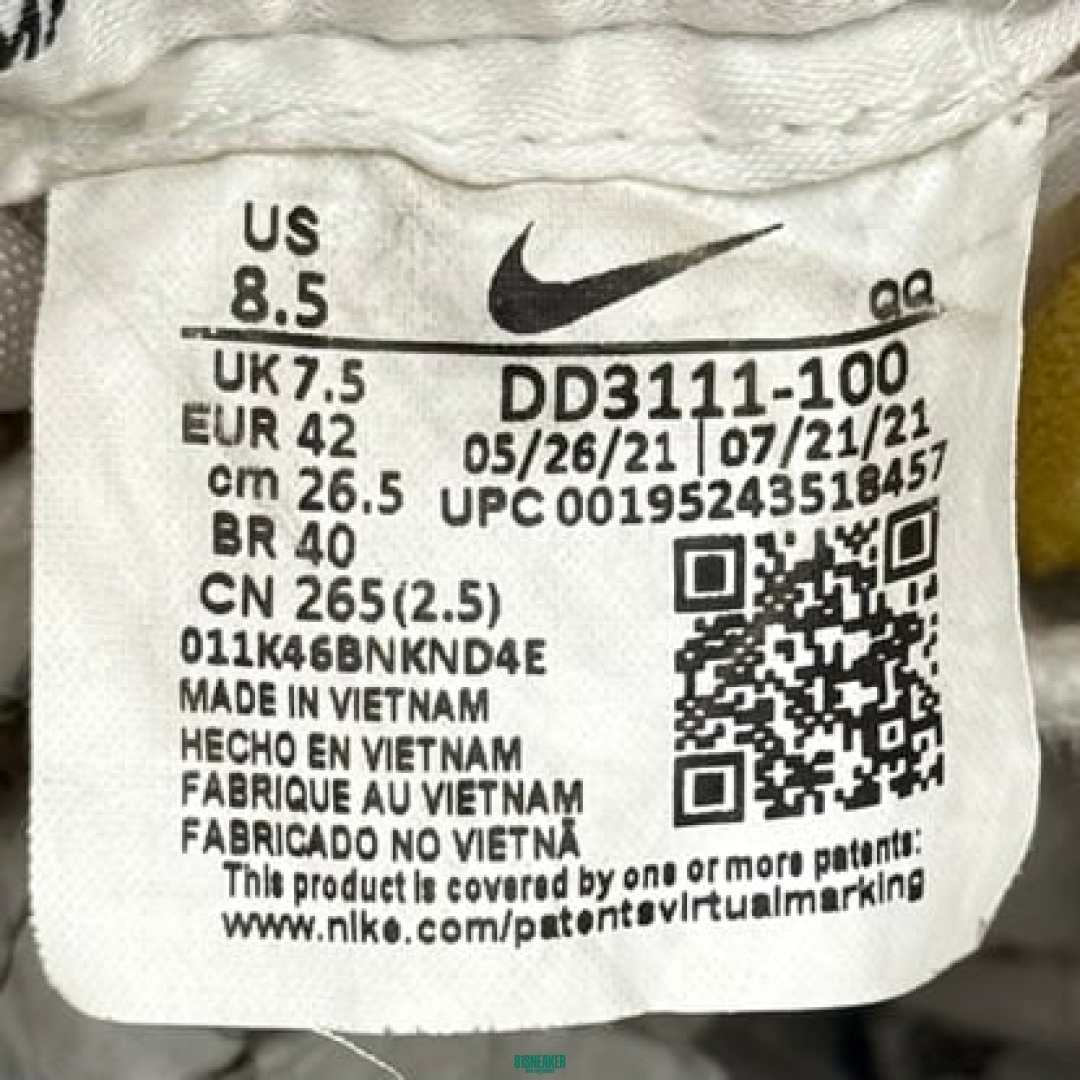 US
8.5
QQ
UK 7.5
DD3111-100
EUR 42
05/26/21 | 07/21/21
cm 26.5
UPC 00195243518457
BR 40
CN 265(2.5)
011K46BNKND4E
MADE IN VIETNAM
HECHO EN VIETNAM
FABRIQUE AU VIETNAM
FABRICADO NO VIETNÃ
This product is covered by one or more patents:
www.nike.com/patentsvirtualmarking
BISNEAKER